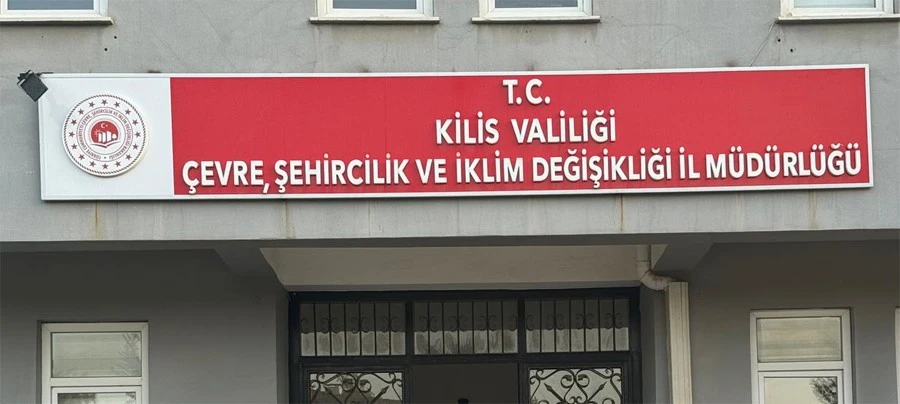 T.C.
KİLİS VALİLİĞİ
ÇEVRE, ŞEHİRCİLİK VE İKLİM DEĞİŞİKLİĞİ İL MÜDÜRLÜĞÜ